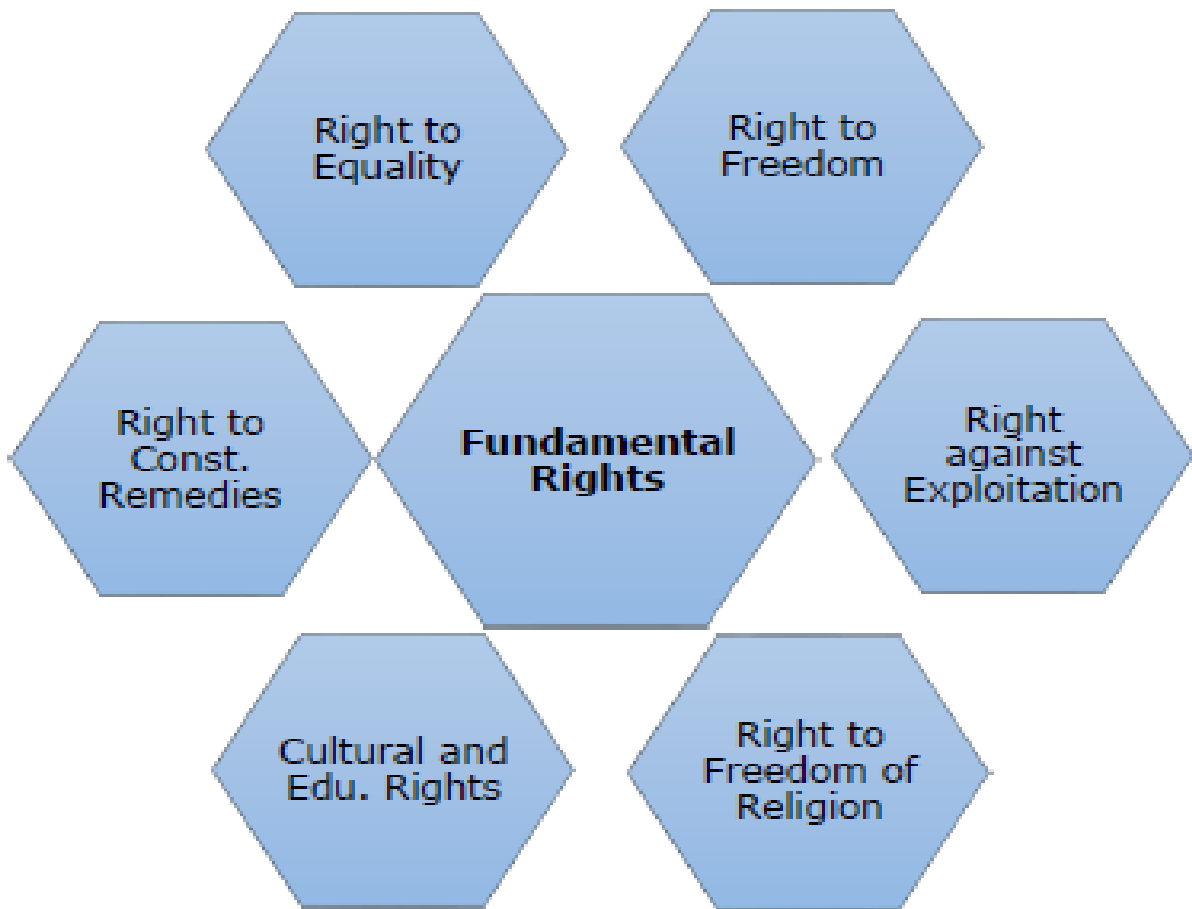 Right to
Equality
Right to
Freedom
Right to
Const.
Remedies
Fundamental
Rights
Right
against
Exploitation
Cultural and
Edu. Rights
Right to
Freedom of
Religion